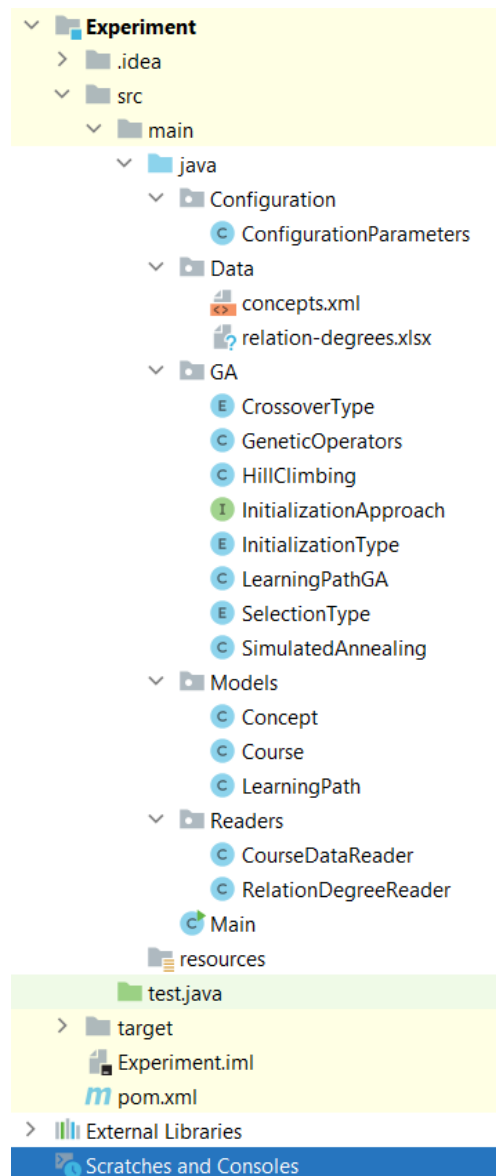 Experiment
.idea
src
main
java
Configuration
C ConfigurationParameters
Data
<> concepts.xml
? relation-degrees.xlsx
GA
E CrossoverType
C GeneticOperators
C HillClimbing
I InitializationApproach
E InitializationType
C LearningPathGA
E SelectionType
C SimulatedAnnealing
Models
C Concept
C Course
C LearningPath
Readers
C CourseDataReader
C RelationDegreeReader
C Main
resources
test.java
target
Experiment.iml
m pom.xml
External Libraries
Scratches and Consoles